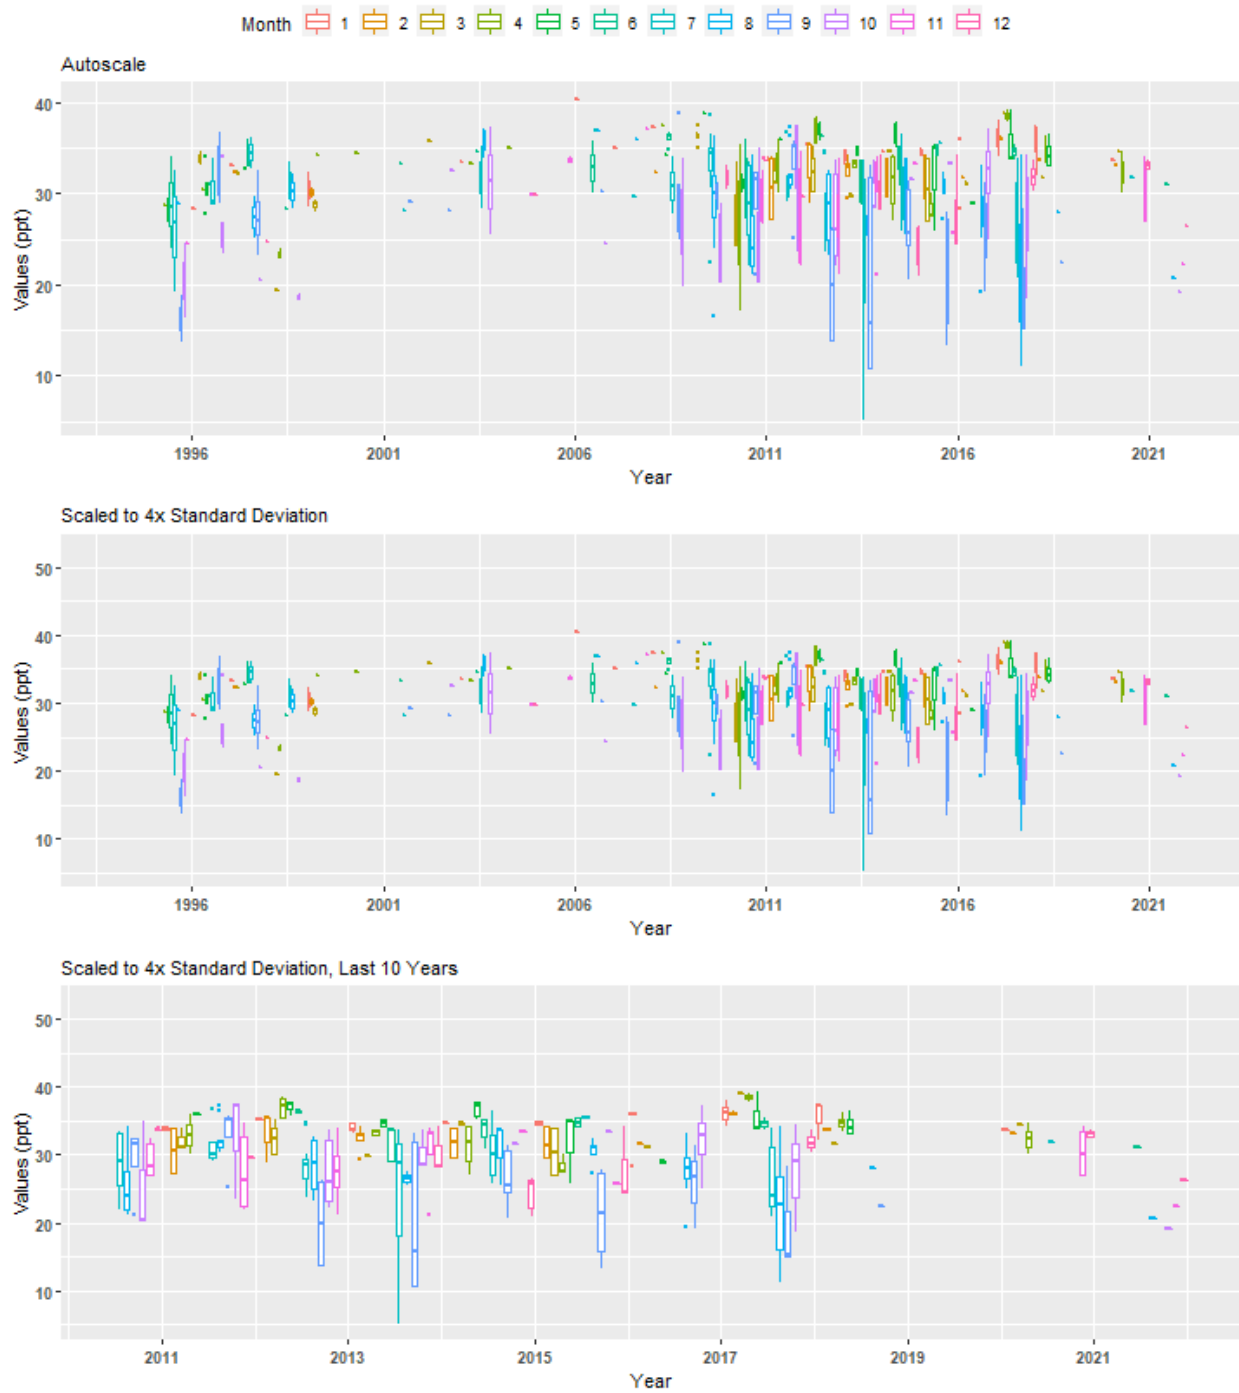 Month 1 2 3 4 5 6 7 8 9 10 11 12
Autoscale
Values (ppt)
40
30
20
10
1996 2001 2006 2011 2016 2021
Year
Scaled to 4x Standard Deviation
Values (ppt)
50
40
30
20
10
1996 2001 2006 2011 2016 2021
Year
Scaled to 4x Standard Deviation, Last 10 Years
Values (ppt)
50
40
30
20
10
2011 2013 2015 2017 2019 2021
Year